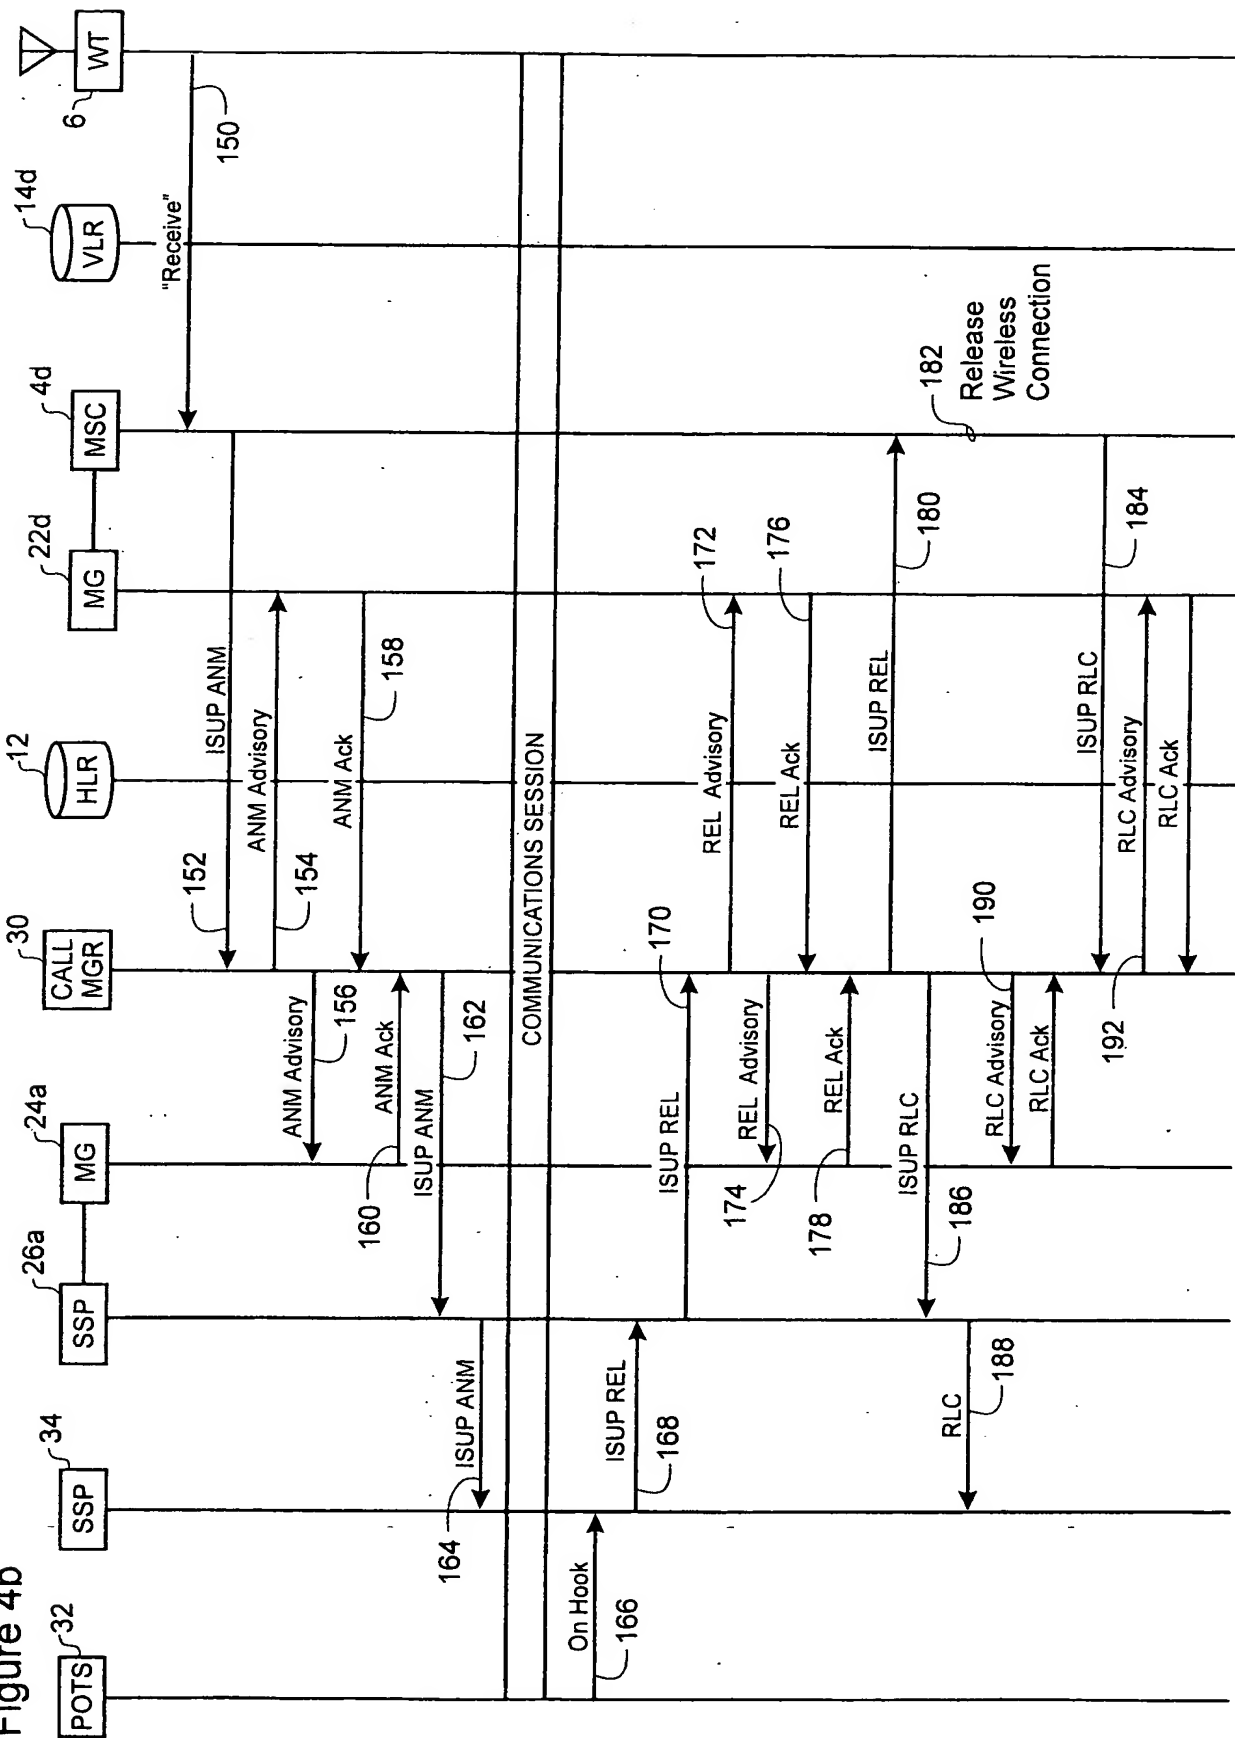 Figure 4b
POTS
32
SSP
34
SSP
26a
MG
24a
CALL
MGR
30
HLR
12
MG
22d
MSC
4d
VLR
14d
WT
6
"Receive"
150
ISUP ANM
152
ANM Advisory
154
ANM Advisory
156
ANM Ack
158
ANM Ack
160
ISUP ANM
162
ISUP ANM
164
COMMUNICATIONS SESSION
On Hook
166
ISUP REL
168
ISUP REL
170
REL Advisory
172
REL Advisory
174
REL Ack
176
REL Ack
178
ISUP REL
180
182
Release
Wireless
Connection
ISUP RLC
186
RLC
188
RLC Advisory
190
RLC Ack
ISUP RLC
184
RLC Advisory
192
RLC Ack